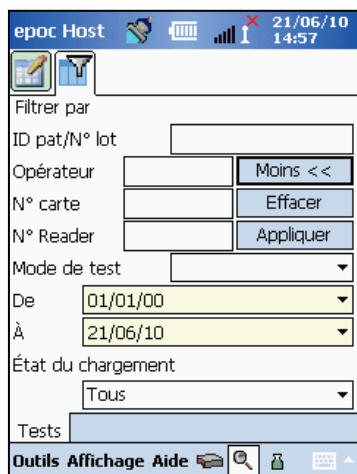 epoc Host 21/06/10
14:57
Filtrer par
ID pat/N° lot
Opérateur Moins <<
N° carte Effacer
N° Reader Appliquer
Mode de test
De 01/01/00
À 21/06/10
État du chargement
Tous
Tests
Outils Affichage Aide